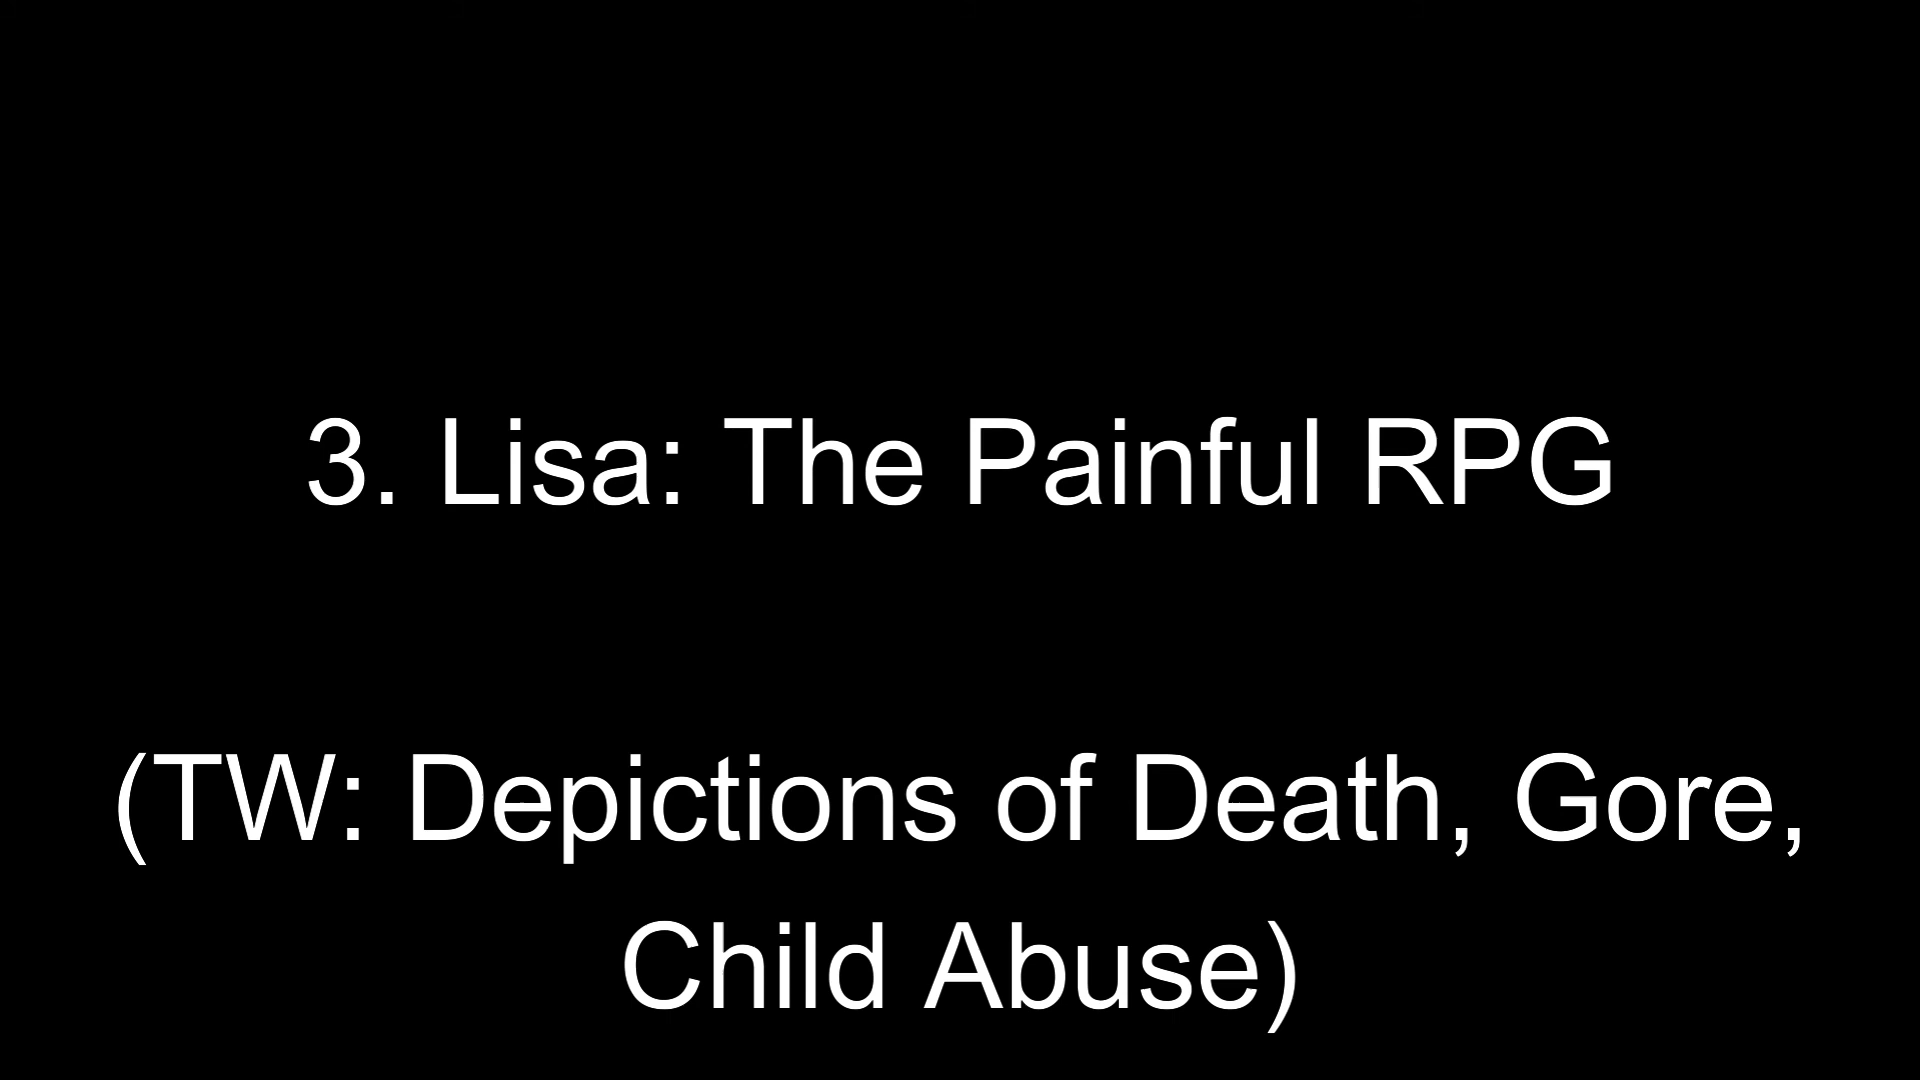 3. Lisa: The Painful RPG
(TW: Depictions of Death, Gore,
Child Abuse)